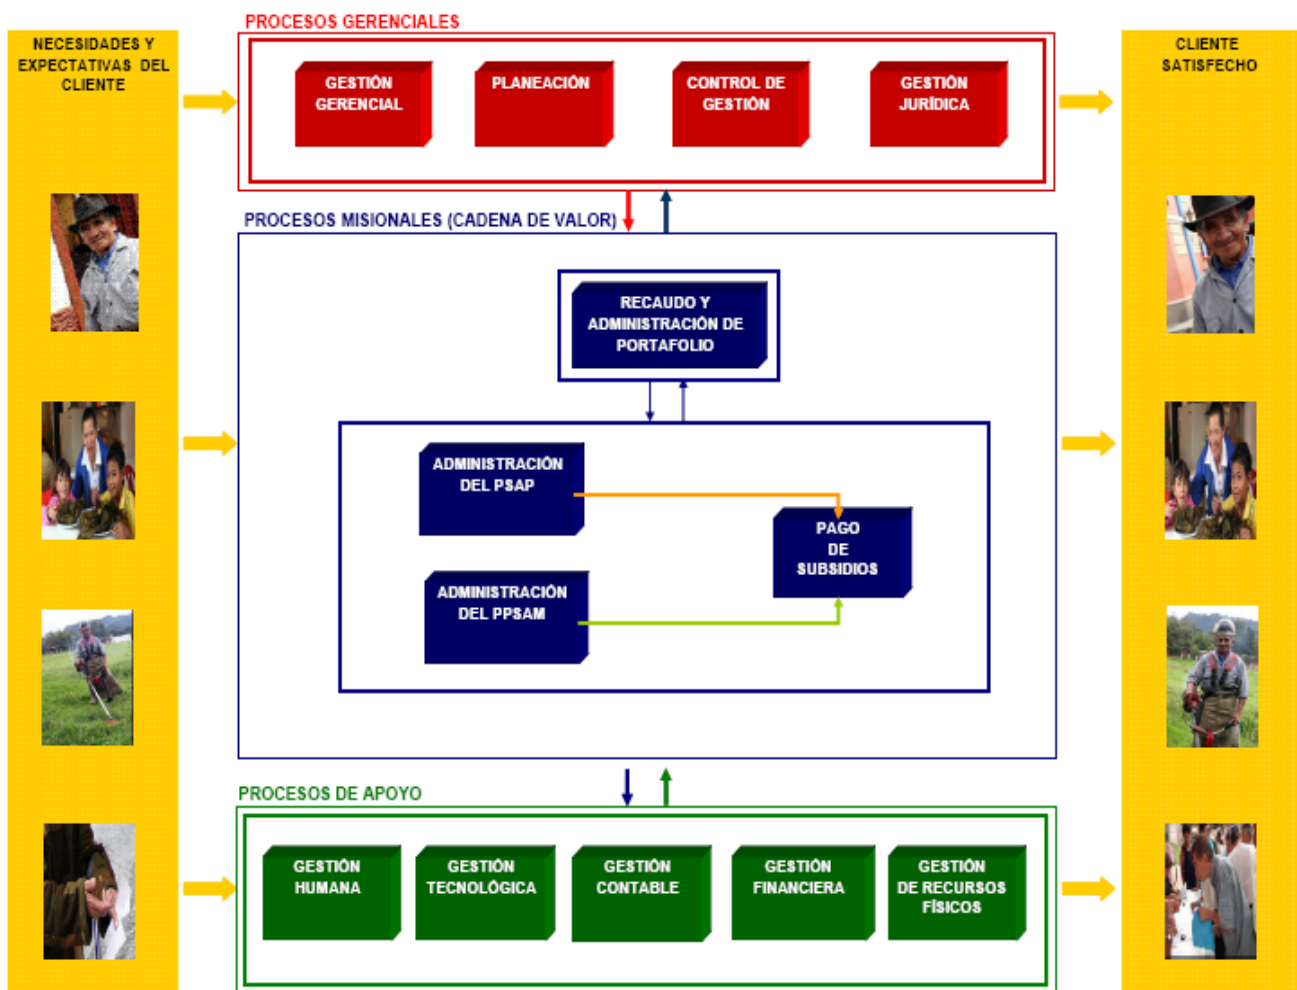 PROCESOS GERENCIALES
NECESIDADES Y
EXPECTATIVAS DEL
CLIENTE
CLIENTE
SATISFECHO
GESTIÓN
GERENCIAL
PLANEACIÓN
CONTROL DE
GESTIÓN
GESTIÓN
JURÍDICA
PROCESOS MISIONALES (CADENA DE VALOR)
RECAUDO Y
ADMINISTRACIÓN DE
PORTAFOLIO
ADMINISTRACIÓN
DEL PSAP
PAGO
DE
SUBSIDIOS
ADMINISTRACIÓN
DEL PPSAM
PROCESOS DE APOYO
GESTIÓN
HUMANA
GESTIÓN
TECNOLÓGICA
GESTIÓN
CONTABLE
GESTIÓN
FINANCIERA
GESTIÓN
DE RECURSOS
FÍSICOS